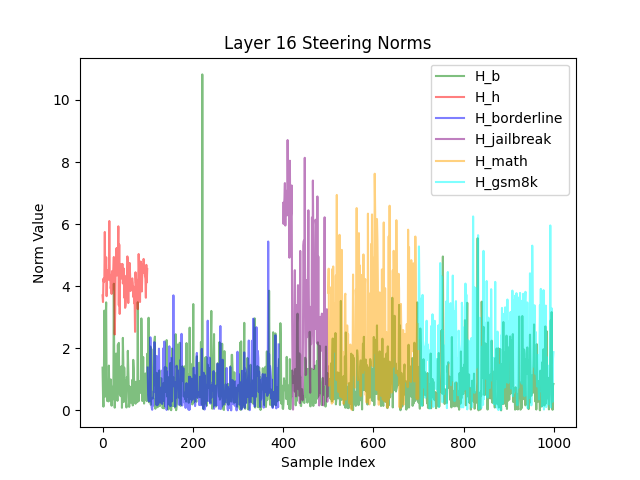 Layer 16 Steering Norms
Norm Value
10
8
6
4
2
0
0
200
400
600
800
1000
Sample Index
H_b
H_h
H_borderline
H_jailbreak
H_math
H_gsm8k